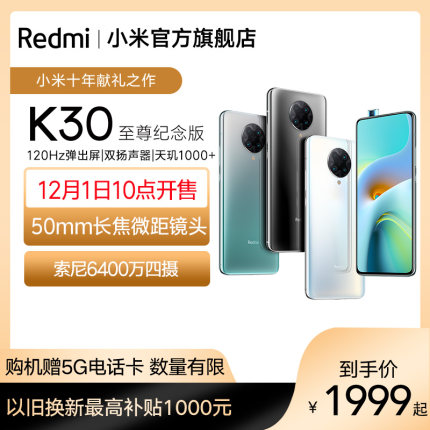 Redmi | 小米官方旗舰店
小米十年献礼之作
K30 至尊纪念版
120Hz弹出屏|双扬声器|天玑1000+
12月1日10点开售
50mm长焦微距镜头
索尼6400万四摄
购机赠5G电话卡 数量有限
以旧换新最高补贴1000元
到手价
¥1999起